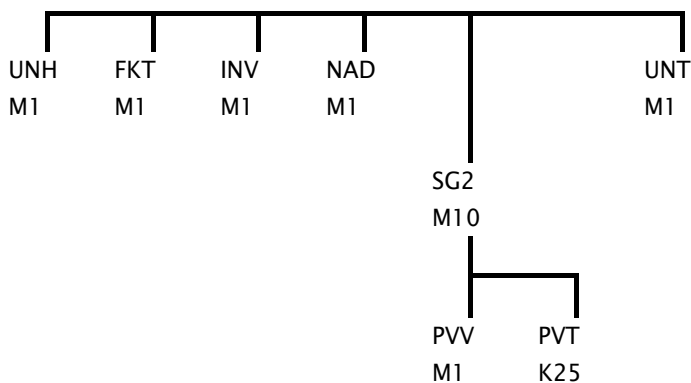 UNH FKT INV NAD UNT
M1 M1 M1 M1 M1
SG2
M10
PVV PVT
M1 K25